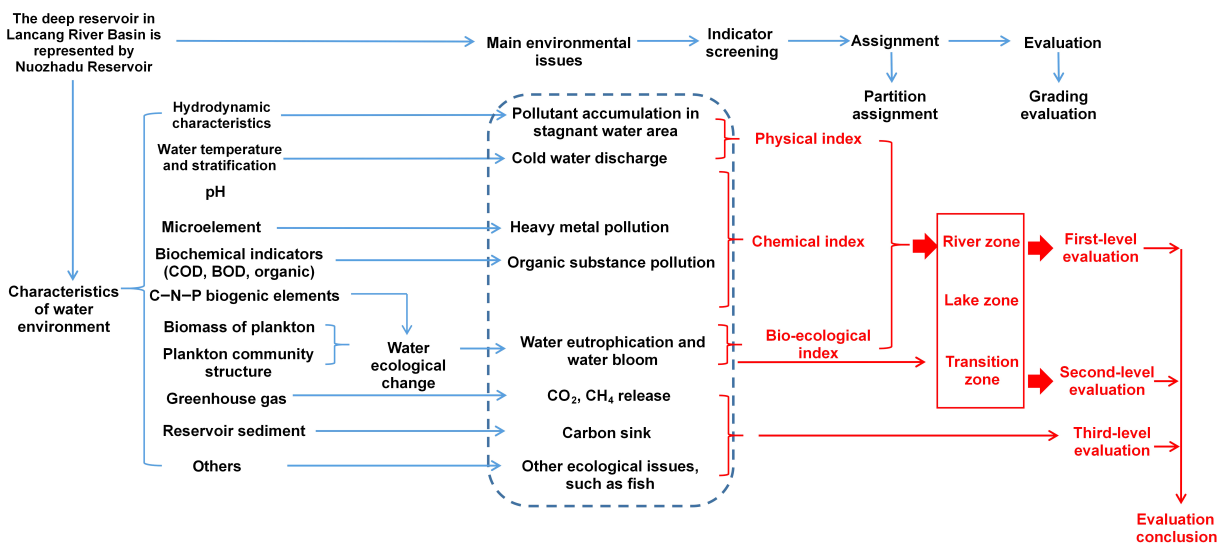 The deep reservoir in
Lancang River Basin is
represented by
Nuozhadu Reservoir
Main environmental
issues
Indicator
screening
Assignment
Evaluation
Partition
assignment
Grading
evaluation
Characteristics
of water
environment
Hydrodynamic
characteristics
Water temperature
and stratification
pH
Microelement
Biochemical indicators
(COD, BOD, organic)
C–N–P biogenic elements
Biomass of plankton
Plankton community
structure
Water
ecological
change
Greenhouse gas
Reservoir sediment
Others
Pollutant accumulation in
stagnant water area
Cold water discharge
Heavy metal pollution
Organic substance pollution
Water eutrophication and
water bloom
CO₂, CH₄ release
Carbon sink
Other ecological issues,
such as fish
Physical index
Chemical index
Bio-ecological
index
River zone
Lake zone
Transition
zone
First-level
evaluation
Second-level
evaluation
Third-level
evaluation
Evaluation
conclusion